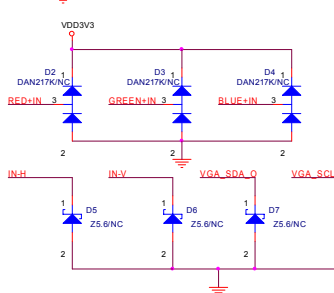 VDD3V3
D2
DAN217K/NC
1
RED+IN
3
2
D3
DAN217K/NC
1
GREEN+IN
3
2
D4
DAN217K/NC
1
BLUE+IN
3
2
IN-H
IN-V
VGA_SDA_O
VGA_SCL
1
D5
Z5.6/NC
2
1
D6
Z5.6/NC
2
1
D7
Z5.6/NC
2